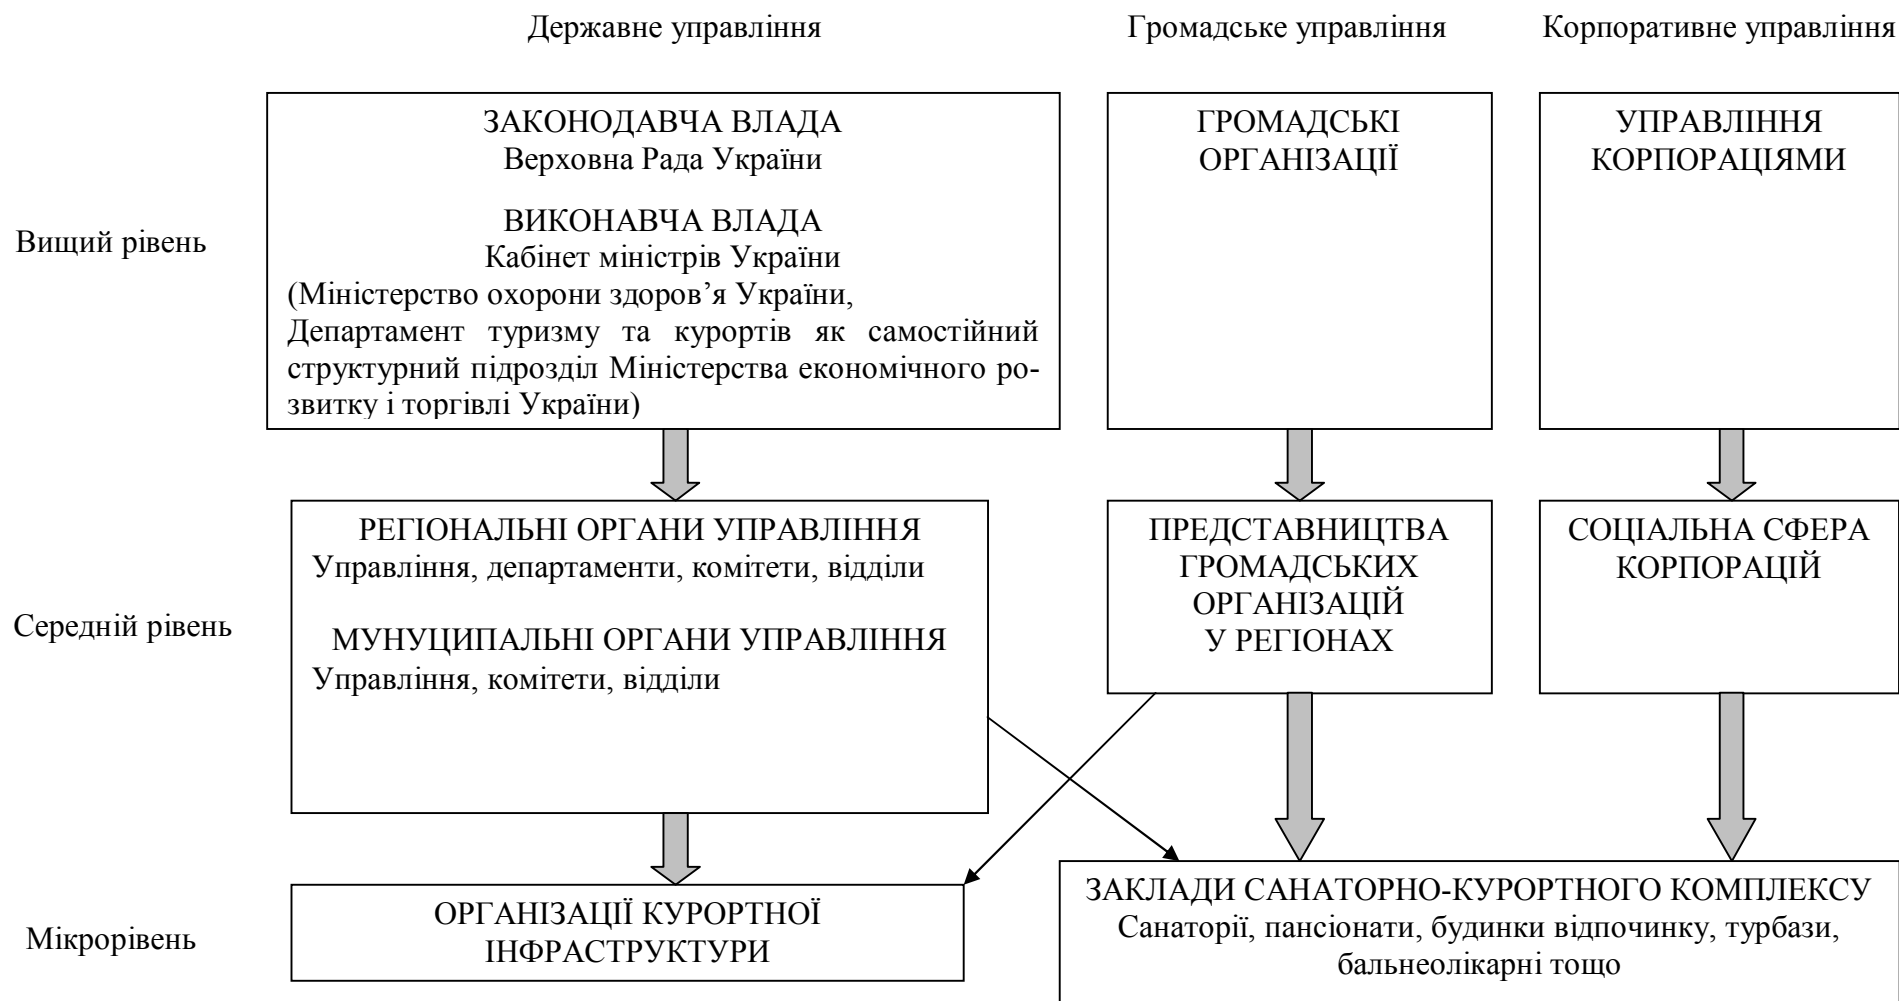 Державне управління
Громадське управління
Корпоративне управління
Вищий рівень
ЗАКОНОДАВЧА ВЛАДА
Верховна Рада України
ВИКОНАВЧА ВЛАДА
Кабінет міністрів України
(Міністерство охорони здоров’я України,
Департамент туризму та курортів як самостійний
структурний підрозділ Міністерства економічного ро-
звитку і торгівлі України)
ГРОМАДСЬКІ
ОРГАНІЗАЦІЇ
УПРАВЛІННЯ
КОРПОРАЦІЯМИ
Середній рівень
РЕГІОНАЛЬНІ ОРГАНИ УПРАВЛІННЯ
Управління, департаменти, комітети, відділи
МУНУЦИПАЛЬНІ ОРГАНИ УПРАВЛІННЯ
Управління, комітети, відділи
ПРЕДСТАВНИЦТВА
ГРОМАДСЬКИХ
ОРГАНІЗАЦІЙ
У РЕГІОНАХ
СОЦІАЛЬНА СФЕРА
КОРПОРАЦІЙ
Мікрорівень
ОРГАНІЗАЦІЇ КУРОРТНОЇ
ІНФРАСТРУКТУРИ
ЗАКЛАДИ САНАТОРНО-КУРОРТНОГО КОМПЛЕКСУ
Санаторії, пансіонати, будинки відпочинку, турбази,
бальнеолікарні тощо